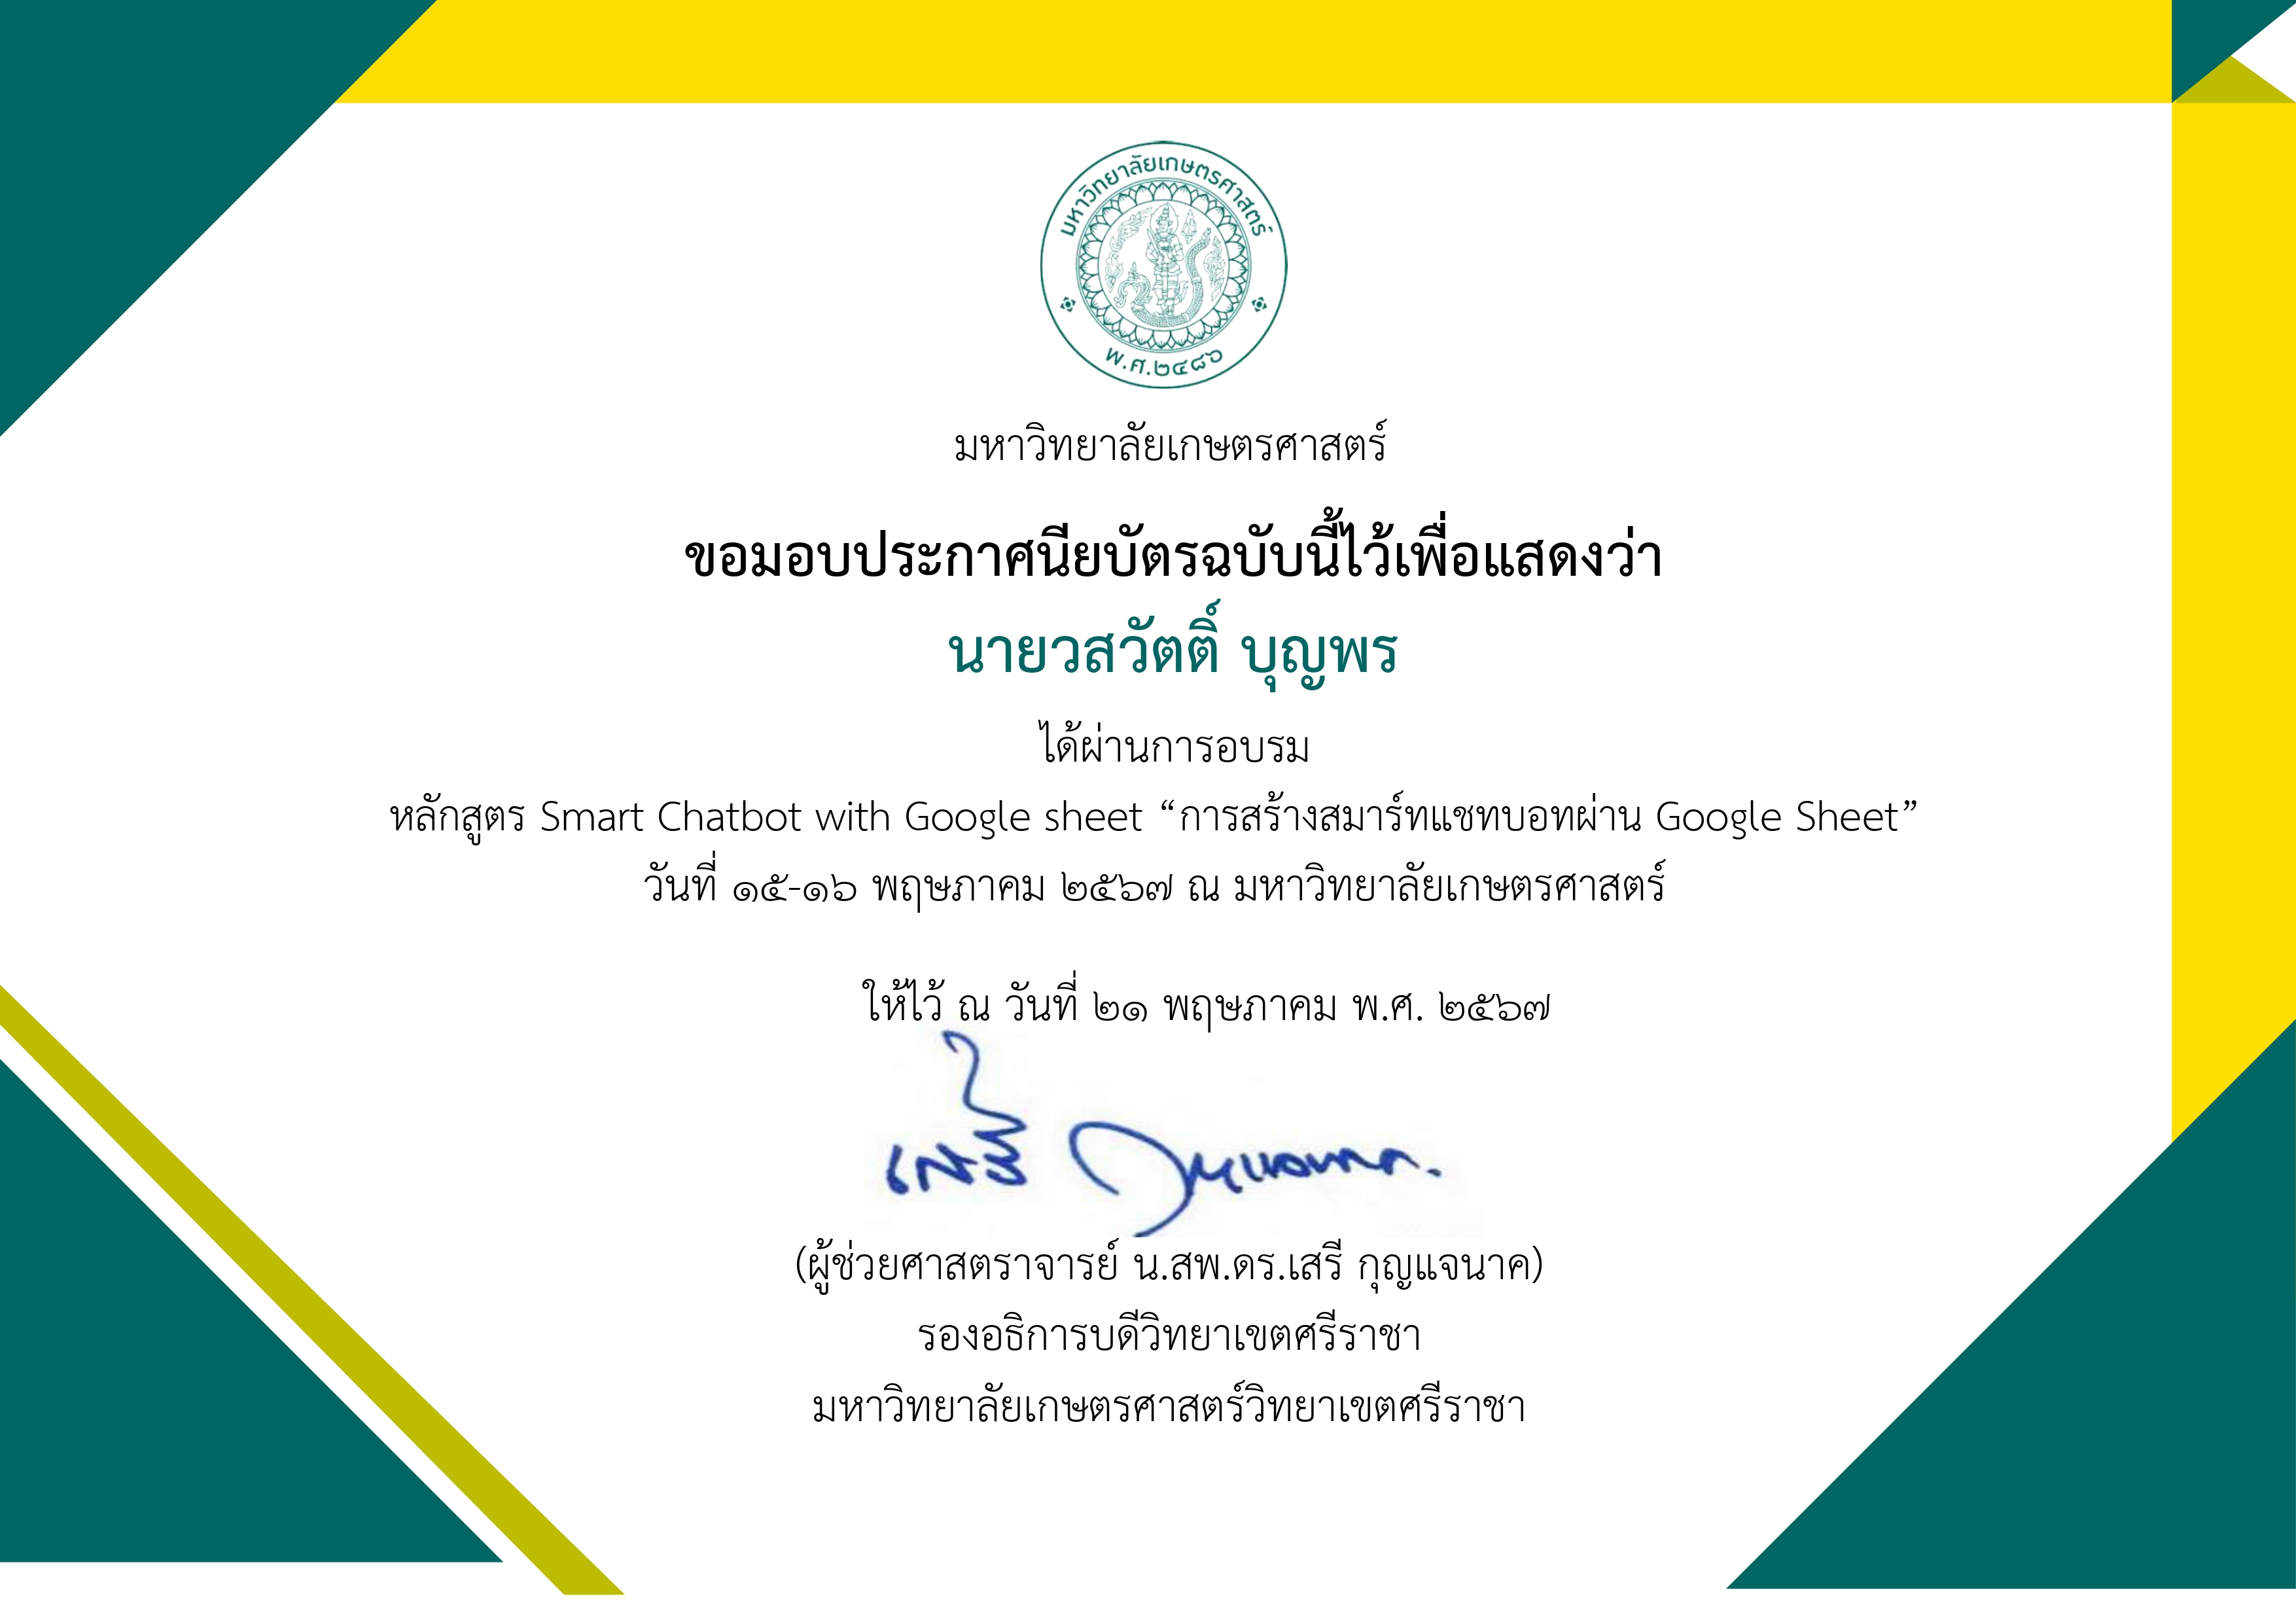 มหาวิทยาลัยเกษตรศาสตร์
พ.ศ.๒๔๘๖
มหาวิทยาลัยเกษตรศาสตร์
ขอมอบประกาศนียบัตรฉบับนี้ไว้เพื่อแสดงว่า
นายวสวัตติ์ บุญพร
ได้ผ่านการอบรม
หลักสูตร Smart Chatbot with Google sheet “การสร้างสมาร์ทแชทบอทผ่าน Google Sheet”
วันที่ ๑๕-๑๖ พฤษภาคม ๒๕๖๗ ณ มหาวิทยาลัยเกษตรศาสตร์
ให้ไว้ ณ วันที่ ๒๑ พฤษภาคม พ.ศ. ๒๕๖๗
เสรี กุญแจนาค
(ผู้ช่วยศาสตราจารย์ น.สพ.ดร.เสรี กุญแจนาค)
รองอธิการบดีวิทยาเขตศรีราชา
มหาวิทยาลัยเกษตรศาสตร์วิทยาเขตศรีราชา